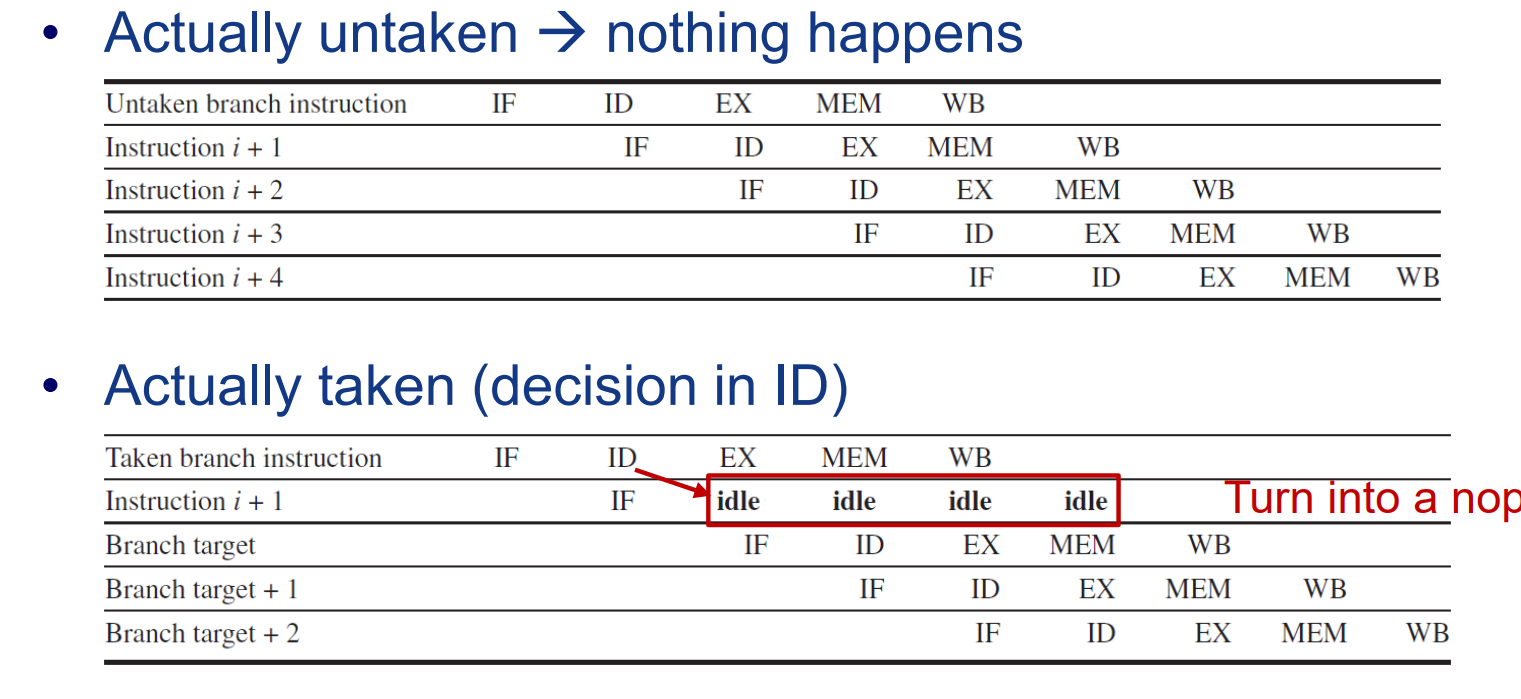 • Actually untaken → nothing happens
Untaken branch instruction IF ID EX MEM WB
Instruction i + 1 IF ID EX MEM WB
Instruction i + 2 IF ID EX MEM WB
Instruction i + 3 IF ID EX MEM WB
Instruction i + 4 IF ID EX MEM WB
• Actually taken (decision in ID)
Taken branch instruction IF ID EX MEM WB
Instruction i + 1 IF idle idle idle idle Turn into a nop
Branch target IF ID EX MEM WB
Branch target + 1 IF ID EX MEM WB
Branch target + 2 IF ID EX MEM WB